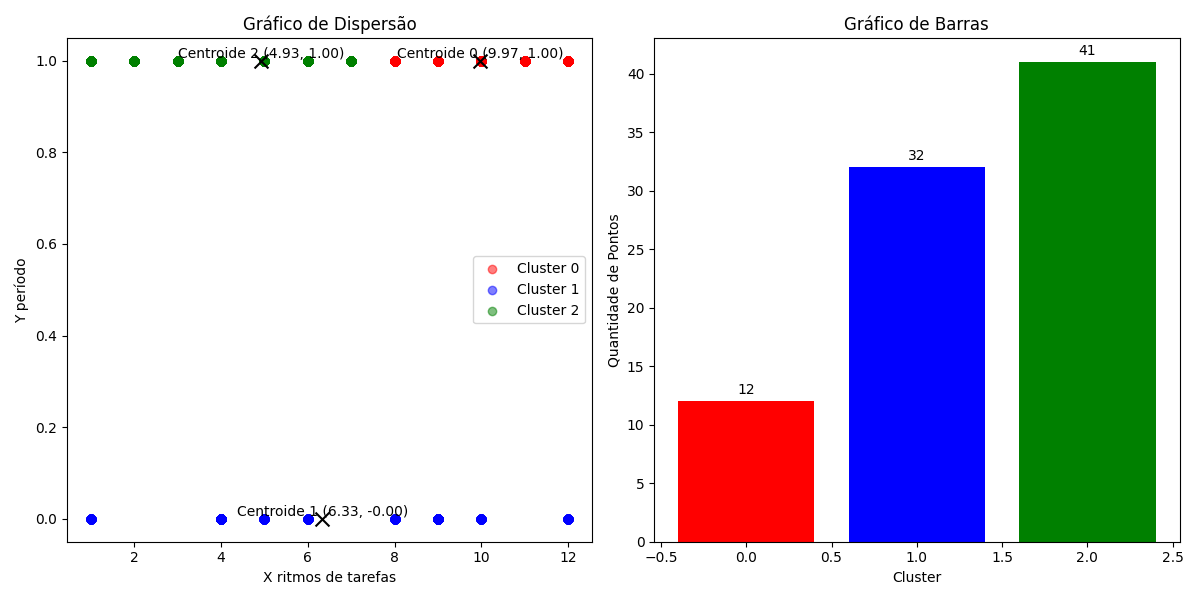 Gráfico de Dispersão
Centroide 2 (4.93, 1.00)
Centroide 0 (9.97, 1.00)
1.0
0.8
0.6
0.4
0.2
0.0
Y período
Cluster 0
Cluster 1
Cluster 2
Centroide 1 (6.33, -0.00)
2
4
6
8
10
12
X ritmos de tarefas
Gráfico de Barras
40
35
30
25
20
15
10
5
0
Quantidade de Pontos
12
32
41
−0.5
0.0
0.5
1.0
1.5
2.0
2.5
Cluster